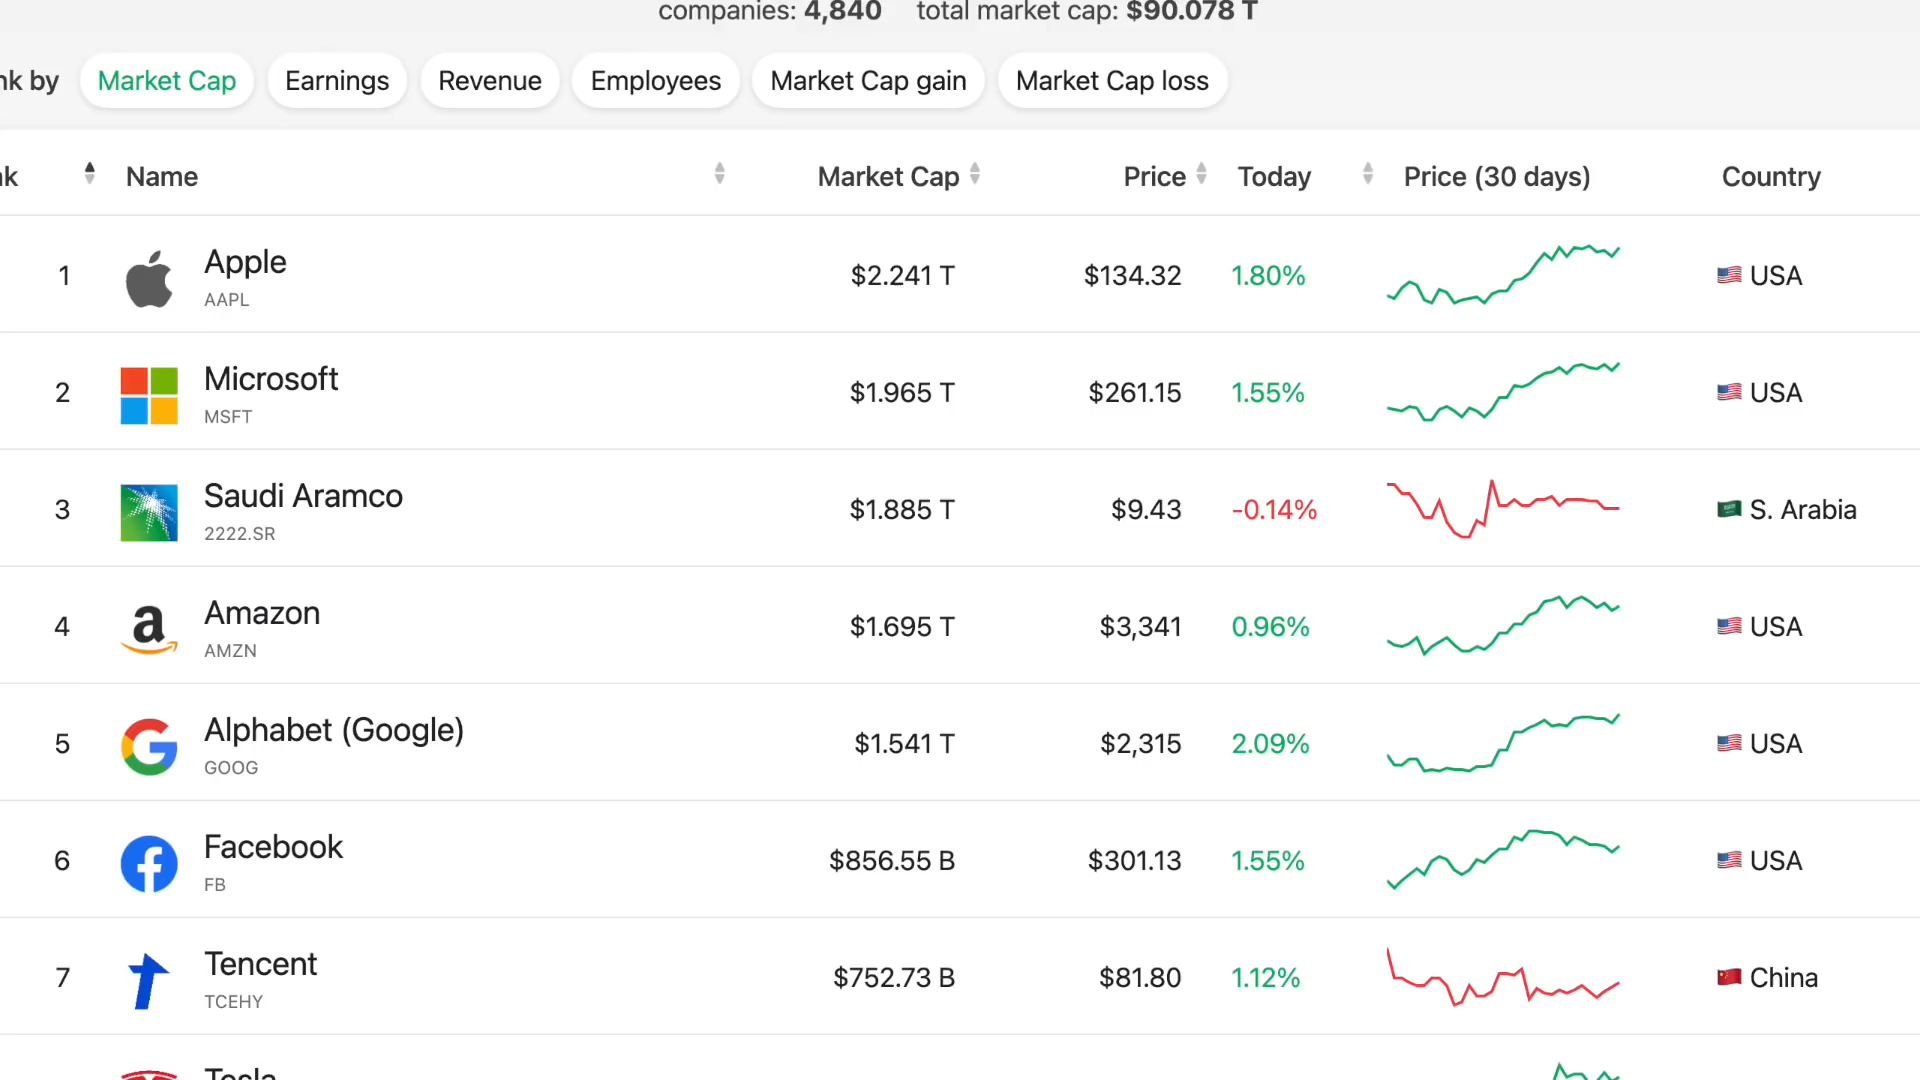 companies: 4,840 total market cap: $90.078 T
nk by Market Cap Earnings Revenue Employees Market Cap gain Market Cap loss
nk Name Market Cap Price Today Price (30 days) Country
1 Apple $2.241 T $134.32 1.80% USA
AAPL
2 Microsoft $1.965 T $261.15 1.55% USA
MSFT
3 Saudi Aramco $1.885 T $9.43 -0.14% S. Arabia
2222.SR
4 Amazon $1.695 T $3,341 0.96% USA
AMZN
5 Alphabet (Google) $1.541 T $2,315 2.09% USA
GOOG
6 Facebook $856.55 B $301.13 1.55% USA
FB
7 Tencent $752.73 B $81.80 1.12% China
TCEHY
Tesla